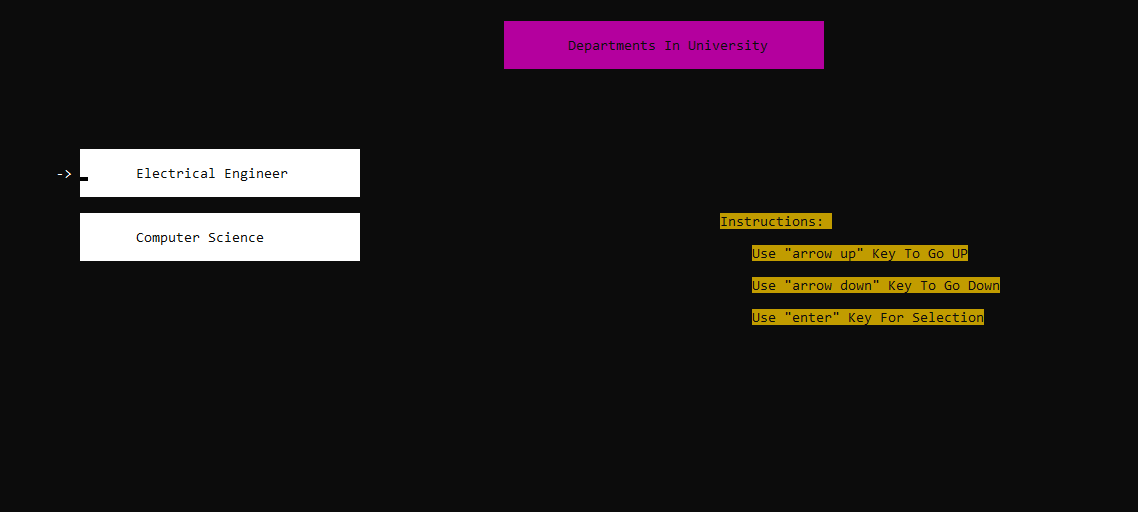 Departments In University
-> Electrical Engineer
Computer Science
Instructions:
Use "arrow up" Key To Go UP
Use "arrow down" Key To Go Down
Use "enter" Key For Selection